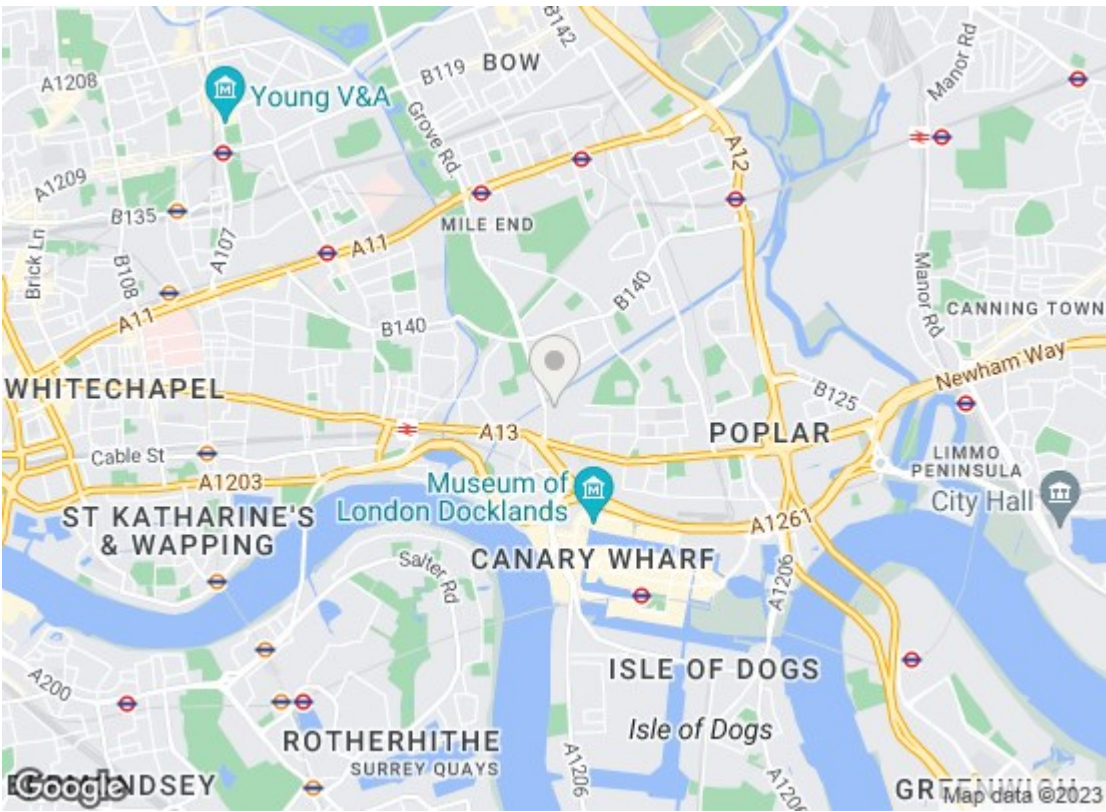 B142
BOW
Manor Rd
B119
A1208
Young V&A
Grove Rd.
A12
A1209
B135
MILE END
A11
A107
Brick Ln
B108
B140
Manor Rd
CANNING TOWN
A11
B140
Newham Way
WHITECHAPEL
B125
A13
POPLAR
Cable St
LIMMO
PENINSULA
A1203
Museum of
London Docklands
City Hall
ST KATHARINE'S
& WAPPING
A1261
CANARY WHARF
Salter Rd
A1206
ISLE OF DOGS
A200
Isle of Dogs
ROTHERHITHE
SURREY QUAYS
A1206
A1206
Google
GREENWICH
Map data ©2023